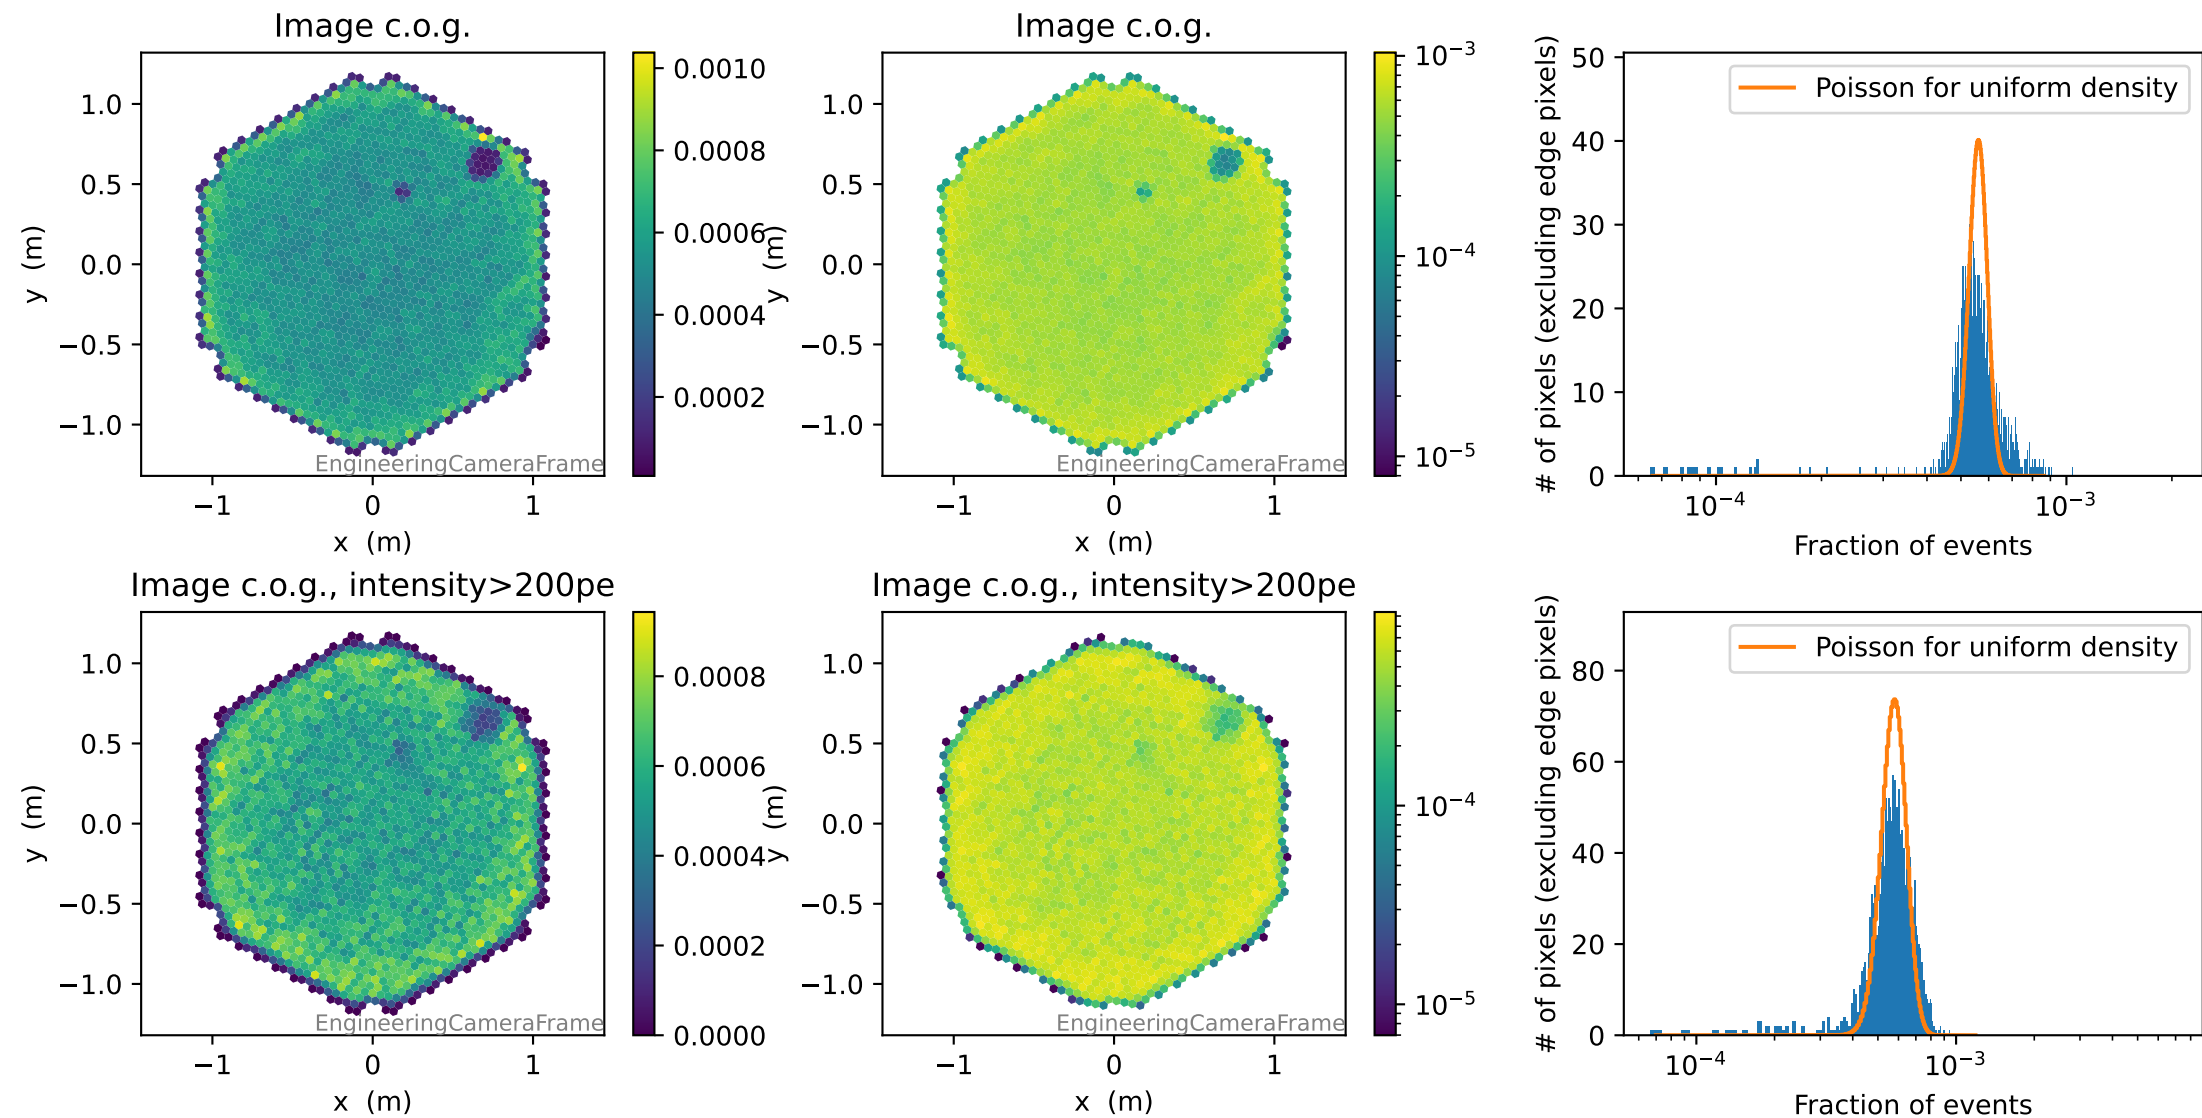 Image c.o.g.
1.0
0.5
0.0
−0.5
−1.0
y (m)
−1 0 1
x (m)
EngineeringCameraFrame
0.0010
0.0008
0.0006
0.0004
0.0002
Image c.o.g.
1.0
0.5
0.0
−0.5
−1.0
y (m)
−1 0 1
x (m)
EngineeringCameraFrame
10−3
10−4
10−5
50
40
30
20
10
0
# of pixels (excluding edge pixels)
Poisson for uniform density
10−4 10−3
Fraction of events
Image c.o.g., intensity>200pe
1.0
0.5
0.0
−0.5
−1.0
y (m)
−1 0 1
x (m)
EngineeringCameraFrame
0.0008
0.0006
0.0004
0.0002
0.0000
Image c.o.g., intensity>200pe
1.0
0.5
0.0
−0.5
−1.0
y (m)
−1 0 1
x (m)
EngineeringCameraFrame
10−4
10−5
80
60
40
20
0
# of pixels (excluding edge pixels)
Poisson for uniform density
10−4 10−3
Fraction of events